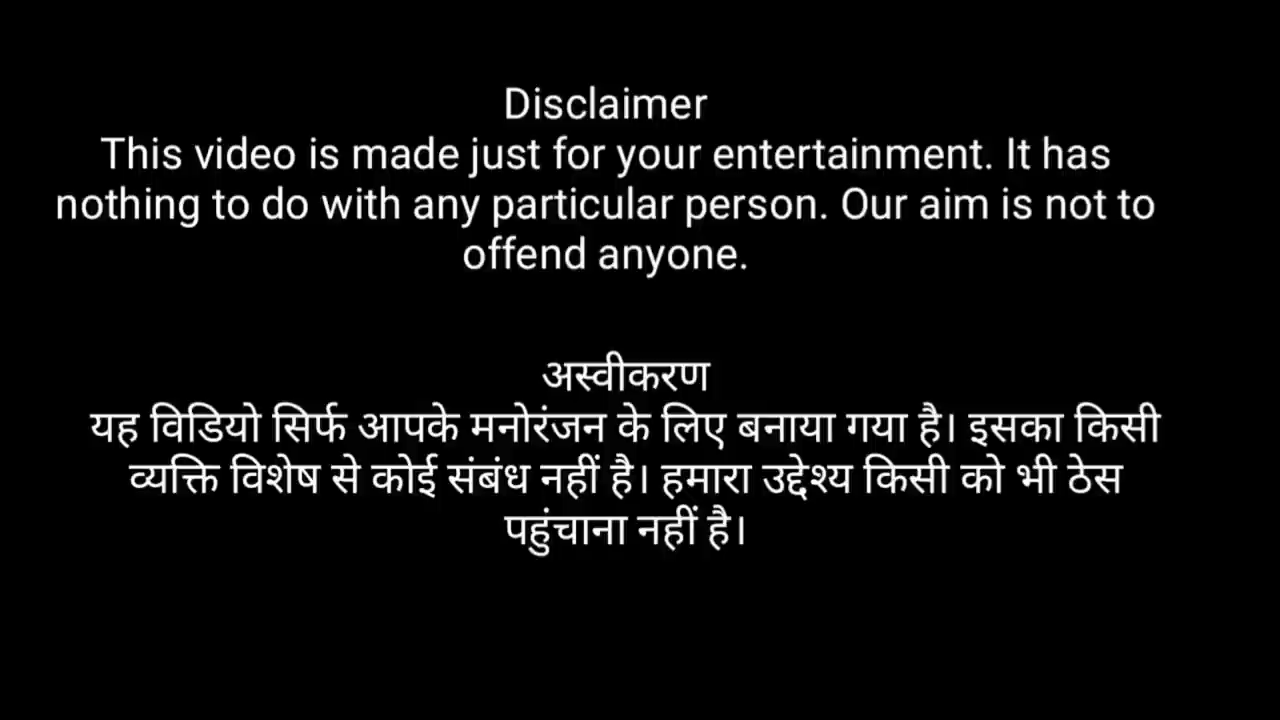 Disclaimer
This video is made just for your entertainment. It has
nothing to do with any particular person. Our aim is not to
offend anyone.
अस्वीकरण
यह विडियो सिर्फ आपके मनोरंजन के लिए बनाया गया है। इसका किसी
व्यक्ति विशेष से कोई संबंध नहीं है। हमारा उद्देश्य किसी को भी ठेस
पहुंचाना नहीं है।